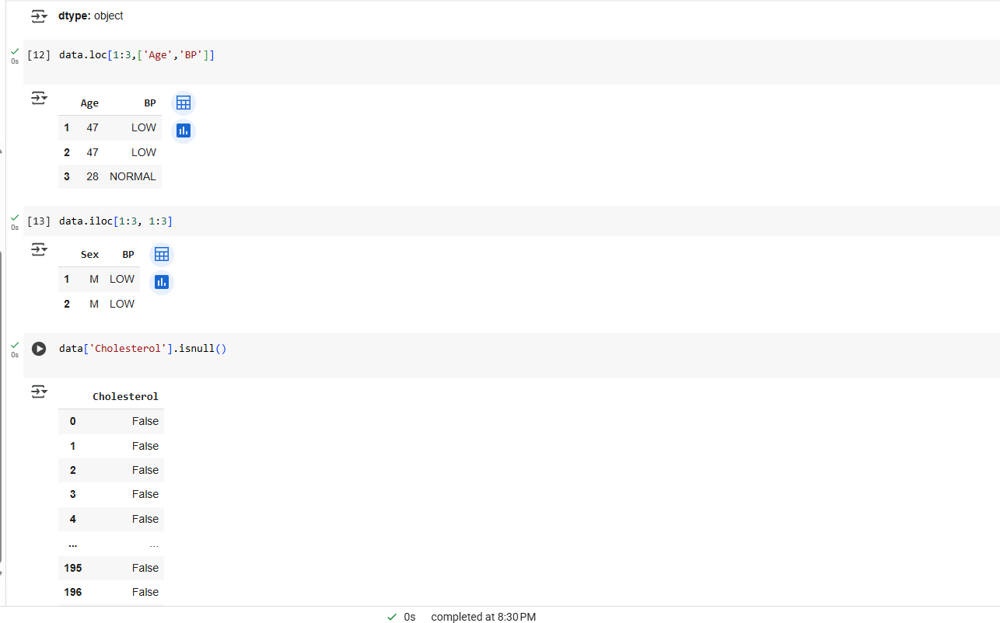 dtype: object
0s
[12] data.loc[1:3,['Age','BP']]
Age BP
1 47 LOW
2 47 LOW
3 28 NORMAL
0s
[13] data.iloc[1:3, 1:3]
Sex BP
1 M LOW
2 M LOW
0s
data['Cholesterol'].isnull()
Cholesterol
0 False
1 False
2 False
3 False
4 False
... ...
195 False
196 False
0s completed at 8:30 PM